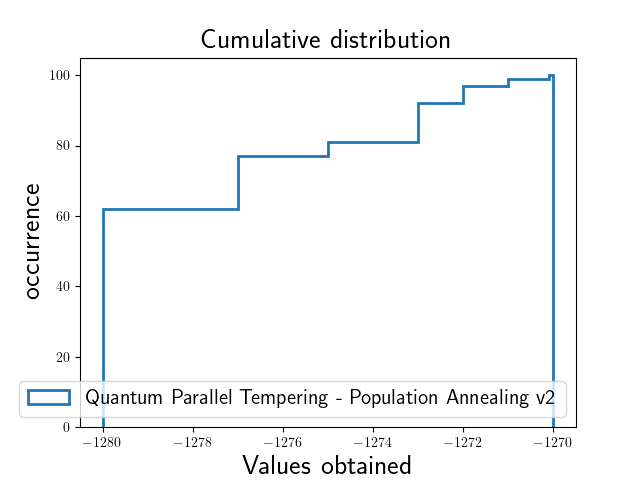 Cumulative distribution
occurrence
100
80
60
40
20
0
Quantum Parallel Tempering - Population Annealing v2
−1280 −1278 −1276 −1274 −1272 −1270
Values obtained